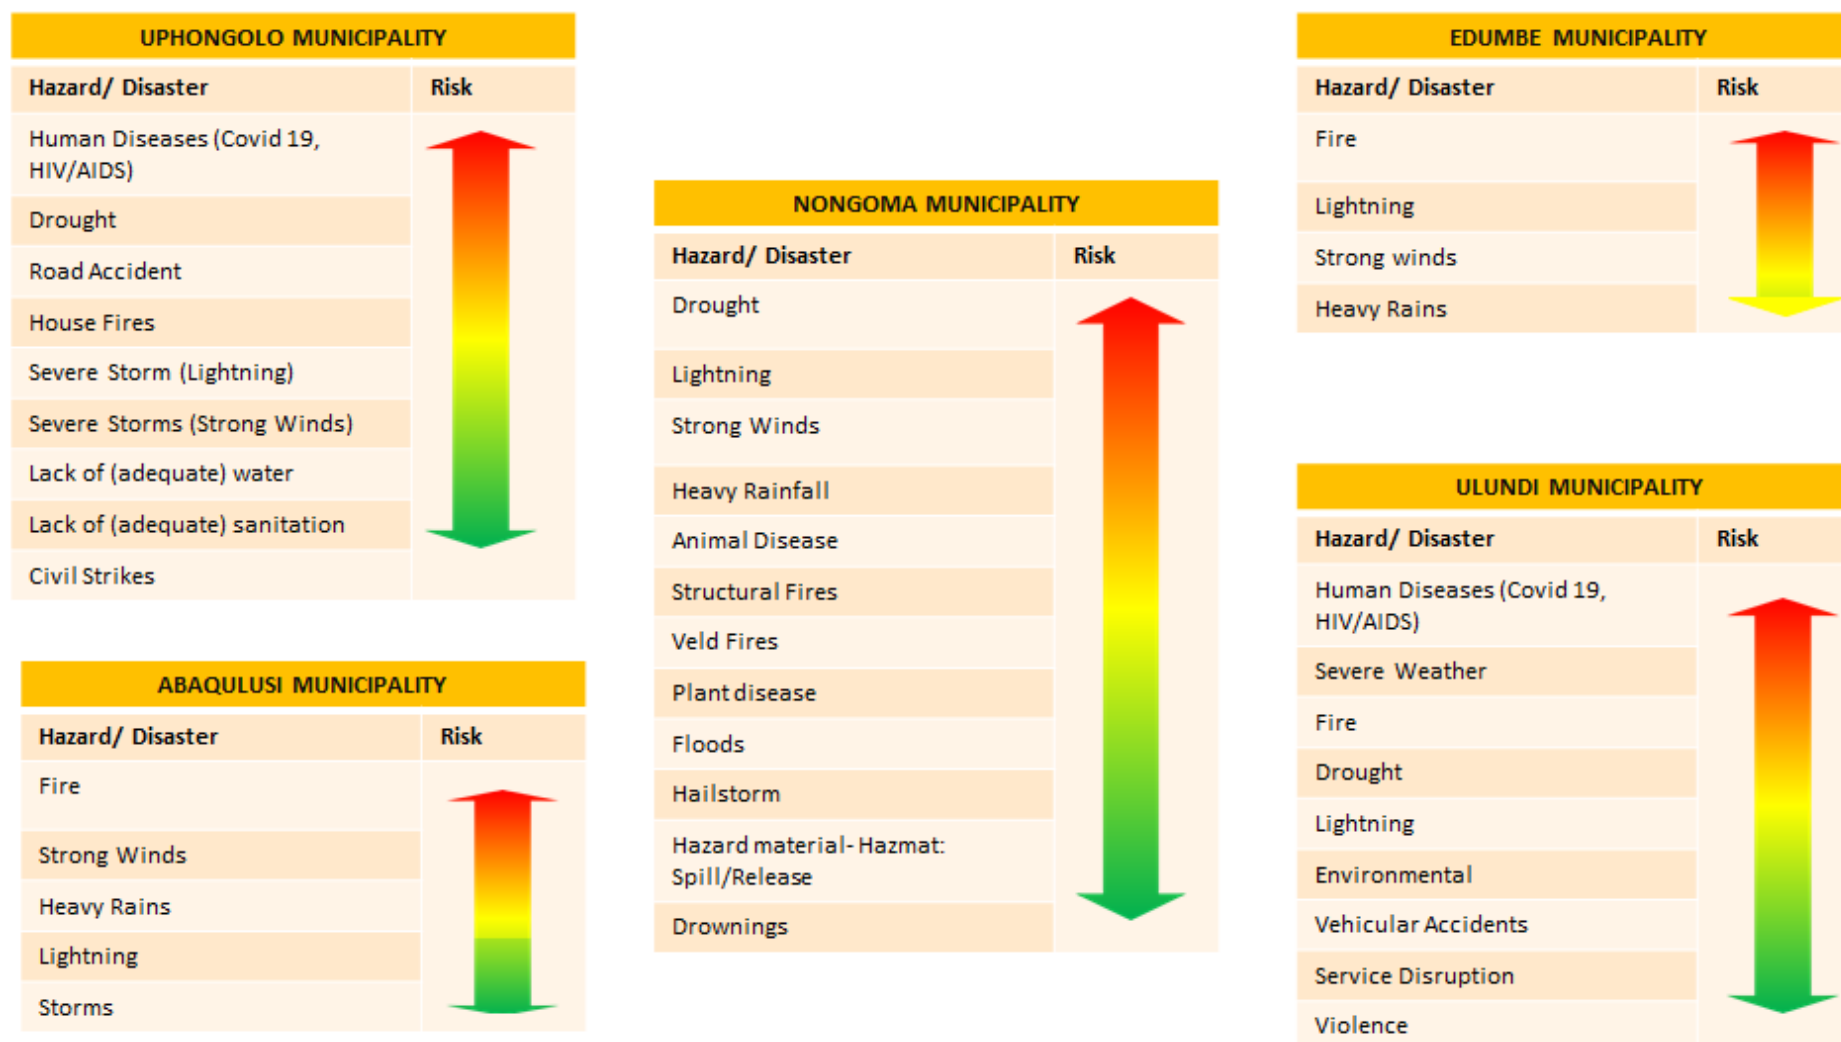 UPHONGOLO MUNICIPALITY
Hazard/ Disaster Risk
Human Diseases (Covid 19,
HIV/AIDS)
Drought
Road Accident
House Fires
Severe Storm (Lightning)
Severe Storms (Strong Winds)
Lack of (adequate) water
Lack of (adequate) sanitation
Civil Strikes
ABAQULUSI MUNICIPALITY
Hazard/ Disaster Risk
Fire
Strong Winds
Heavy Rains
Lightning
Storms
NONGOMA MUNICIPALITY
Hazard/ Disaster Risk
Drought
Lightning
Strong Winds
Heavy Rainfall
Animal Disease
Structural Fires
Veld Fires
Plant disease
Floods
Hailstorm
Hazard material- Hazmat:
Spill/Release
Drownings
EDUMBE MUNICIPALITY
Hazard/ Disaster Risk
Fire
Lightning
Strong winds
Heavy Rains
ULUNDI MUNICIPALITY
Hazard/ Disaster Risk
Human Diseases (Covid 19,
HIV/AIDS)
Severe Weather
Fire
Drought
Lightning
Environmental
Vehicular Accidents
Service Disruption
Violence